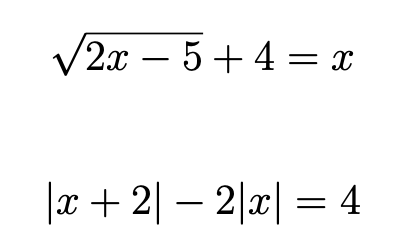 √(2x − 5) + 4 = x
|x + 2| − 2|x| = 4